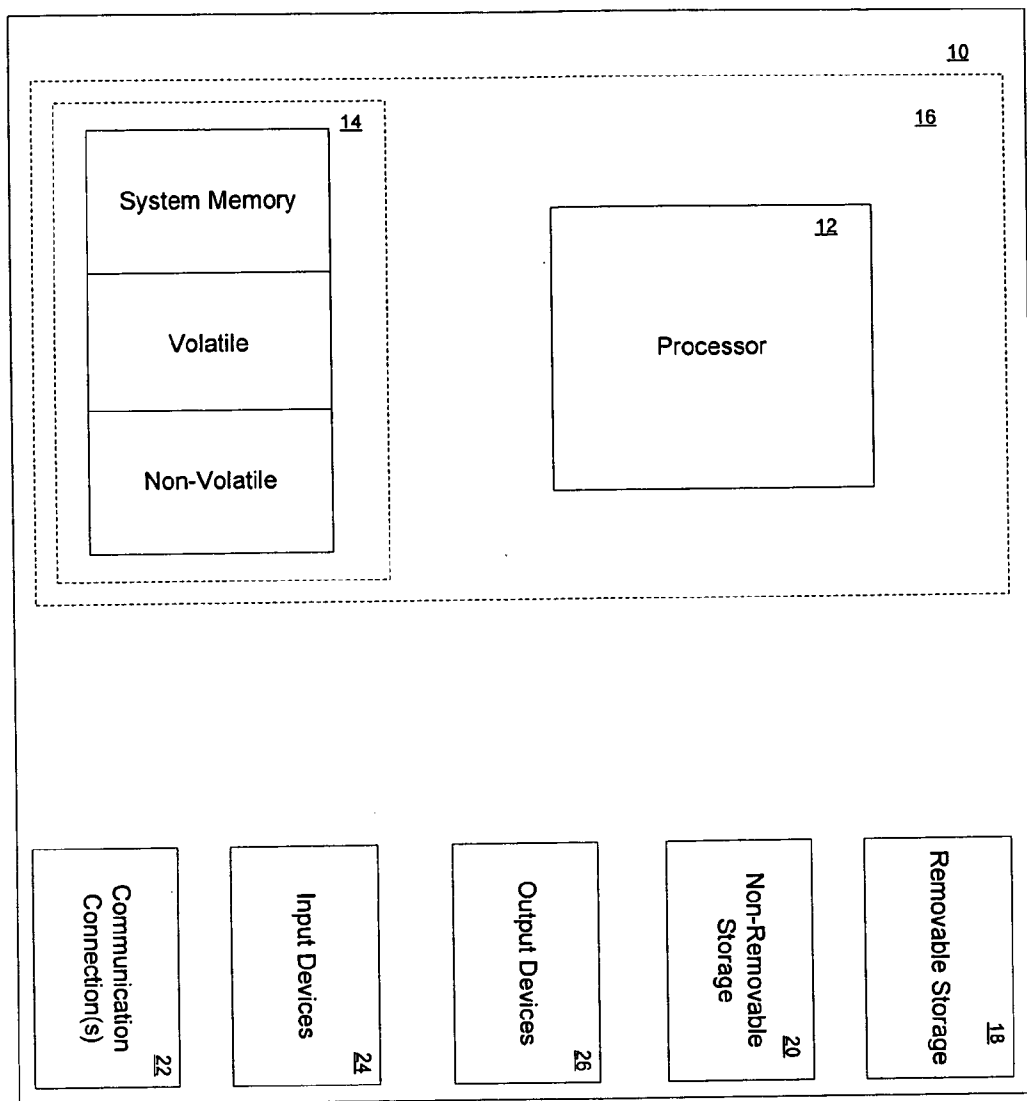 10
16
14
System Memory
Volatile
Non-Volatile
12
Processor
Communication
Connection(s)
22
Input Devices
24
Output Devices
26
Non-Removable
Storage
20
Removable Storage
18